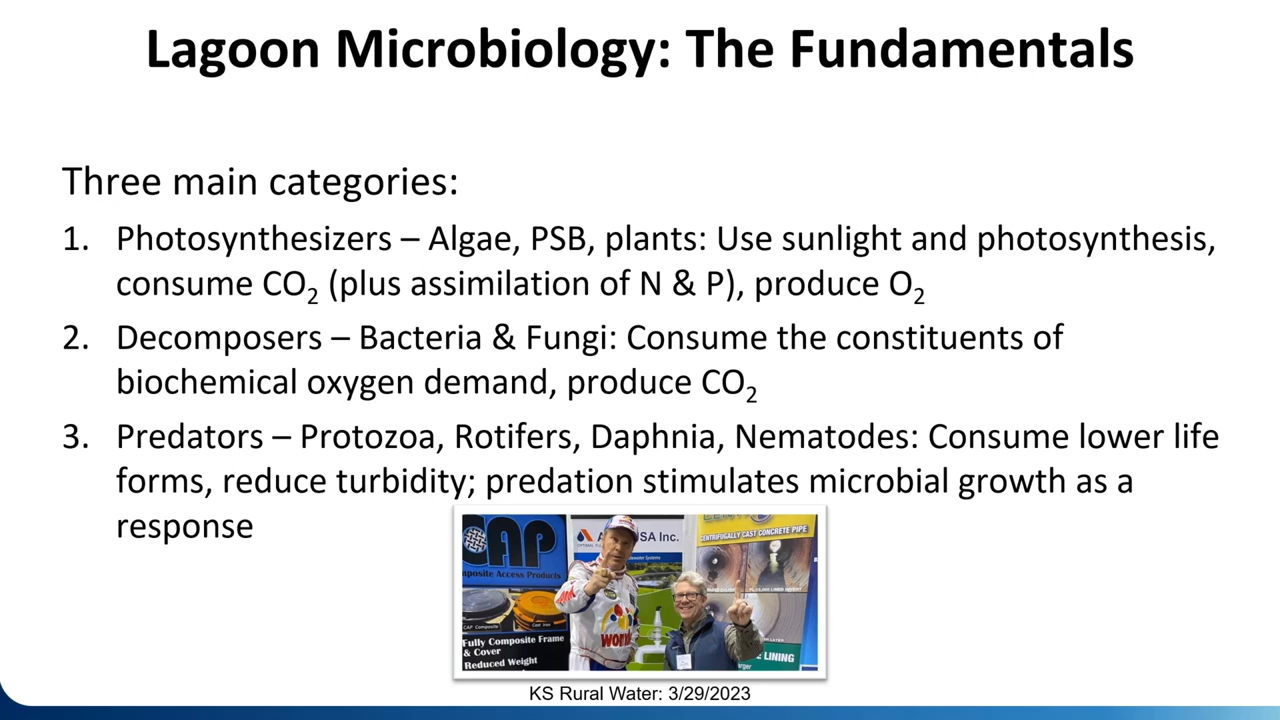 Lagoon Microbiology: The Fundamentals
Three main categories:
1. Photosynthesizers – Algae, PSB, plants: Use sunlight and photosynthesis,
consume CO₂ (plus assimilation of N & P), produce O₂
2. Decomposers – Bacteria & Fungi: Consume the constituents of
biochemical oxygen demand, produce CO₂
3. Predators – Protozoa, Rotifers, Daphnia, Nematodes: Consume lower life
forms, reduce turbidity; predation stimulates microbial growth as a
response
CAP
mposite Access Products
CAP Composite
Cast Iron
Fully Composite Frame
& Cover
Reduced Weight
SA Inc.
CENTRIFUGALLY CAST CONCRETE PIPE
LINING
KS Rural Water: 3/29/2023